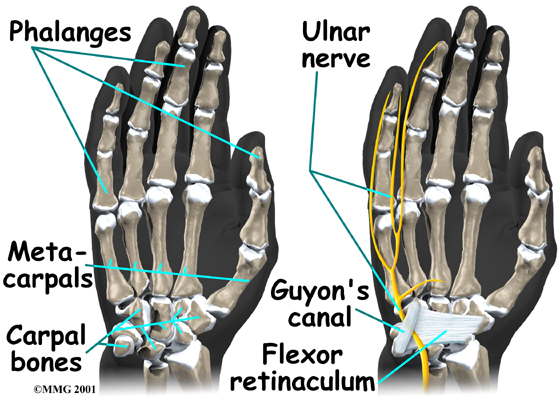 Phalanges
Meta-
carpals
Carpal
bones
©MMG 2001
Ulnar
nerve
Guyon's
canal
Flexor
retinaculum